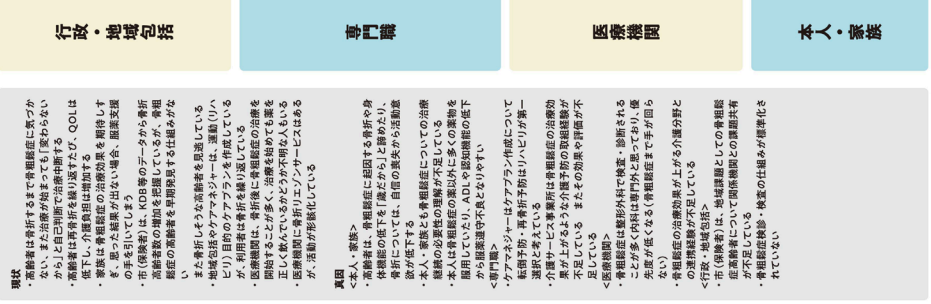 行政・地域包括
専門職
医療機関
本人・家族
現状
・高齢者は骨折するまで骨粗鬆症に気づか
ない、また治療が始まっても「変わらない
から」と自己判断で治療中断する
・高齢者は再骨折を繰り返すたび、QOLは
低下し、介護負担は増加する
・家族は骨粗鬆症の治療効果を期待しす
ぎ、思った結果が出ない場合、服薬支援
の手を引いてしまう
・市(保険者)は、KDB等のデータから骨折
高齢者数の増加を把握しているが、骨粗
鬆症の高齢者を早期発見する仕組みがな
く
また骨折しそうな高齢者を見逃している
・地域包括やケアマネジャーは、運動(リハ
ビリ)目的のケアプランを作成している
が、利用者は骨折を繰り返している
・医療機関は、骨折後に骨粗鬆症の治療を
開始することが多く、治療を始めても薬を
正しく飲んでいるかどうか不明な人もいる
・医療機関に骨折リエゾンサービスはある
が、活動が形骸化している
真因
<本人・家族>
・高齢者は、骨粗鬆症に起因する骨折や身
体機能の低下を「歳だから」と諦めたり、
骨折については、自信の喪失から活動意
欲が低下する
・本人・家族とも骨粗鬆症についての治療
継続の必要性の理解が不足している
・本人は骨粗鬆症の薬以外に多くの薬物を
服用していたり、ADLや認知機能の低下
から服薬遵守不良となりやすい
<専門職>
・ケアマネジャーはケアプラン作成について
転倒予防・再骨折予防はリハビリが第一
選択と考えている
・介護サービス事業所は骨粗鬆症の治療効
果が上がるような介護予防の取組経験が
不足している　またその効果や評価が不
足している
<医療機関>
・骨粗鬆症は整形外科で検査・診断される
ことが多く内科は専門外と思っており、優
先度が低くなる(骨粗鬆症まで手が回ら
ない)
・骨粗鬆症の治療効果が上がる介護分野と
の連携経験が不足している
<行政・地域包括>
・市(保険者)は、地域課題としての骨粗鬆
症高齢者について関係機関との課題共有
が不足している
・骨粗鬆症検診・検査の仕組みが標準化さ
れていない